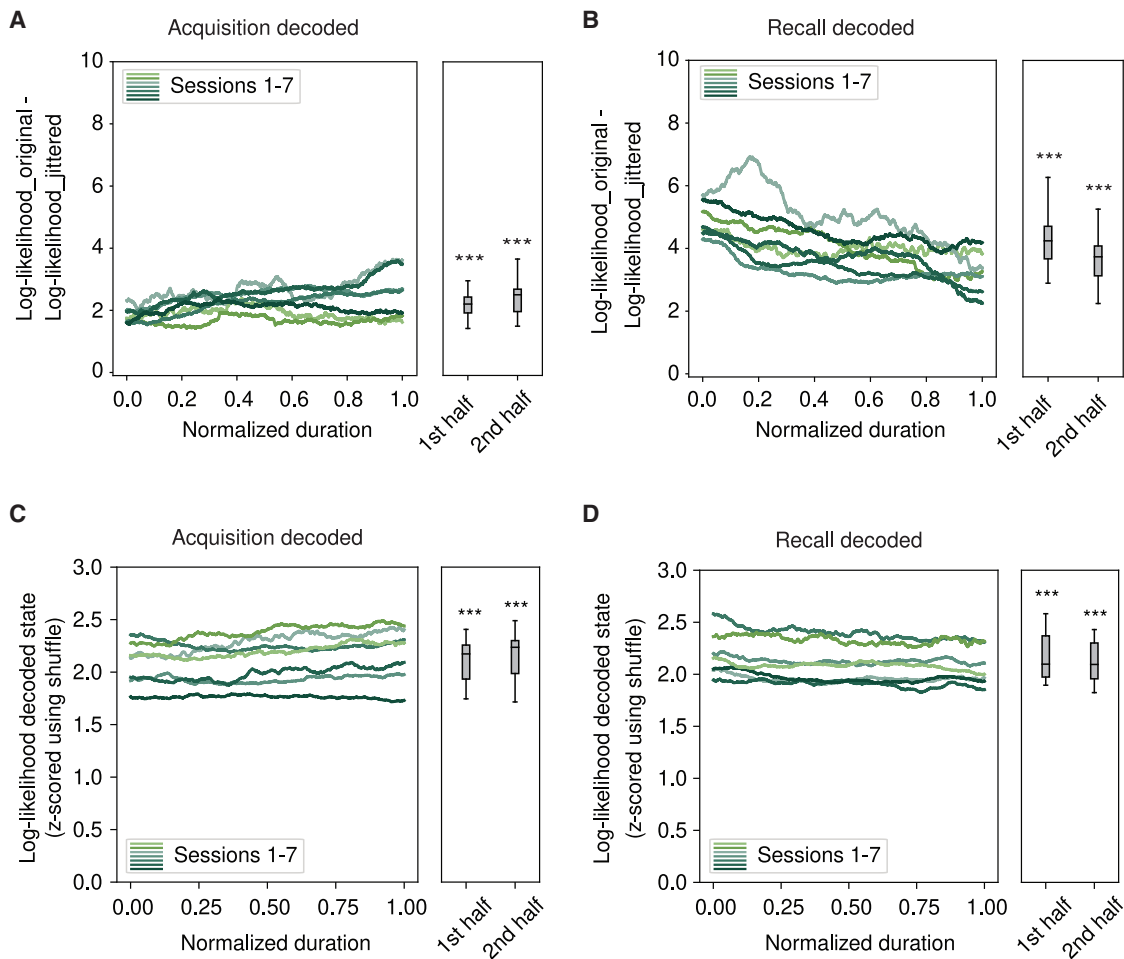 A
Acquisition decoded
Log-likelihood_original -
Log-likelihood_jittered
10
8
6
4
2
0
Sessions 1-7
***
***
0.0 0.2 0.4 0.6 0.8 1.0
Normalized duration
1st half
2nd half
B
Recall decoded
Log-likelihood_original -
Log-likelihood_jittered
10
8
6
4
2
0
Sessions 1-7
***
***
0.0 0.2 0.4 0.6 0.8 1.0
Normalized duration
1st half
2nd half
C
Acquisition decoded
Log-likelihood decoded state
(z-scored using shuffle)
3.0
2.5
2.0
1.5
1.0
0.5
0.0
Sessions 1-7
***
***
0.00 0.25 0.50 0.75 1.00
Normalized duration
1st half
2nd half
D
Recall decoded
Log-likelihood decoded state
(z-scored using shuffle)
3.0
2.5
2.0
1.5
1.0
0.5
0.0
Sessions 1-7
***
***
0.00 0.25 0.50 0.75 1.00
Normalized duration
1st half
2nd half